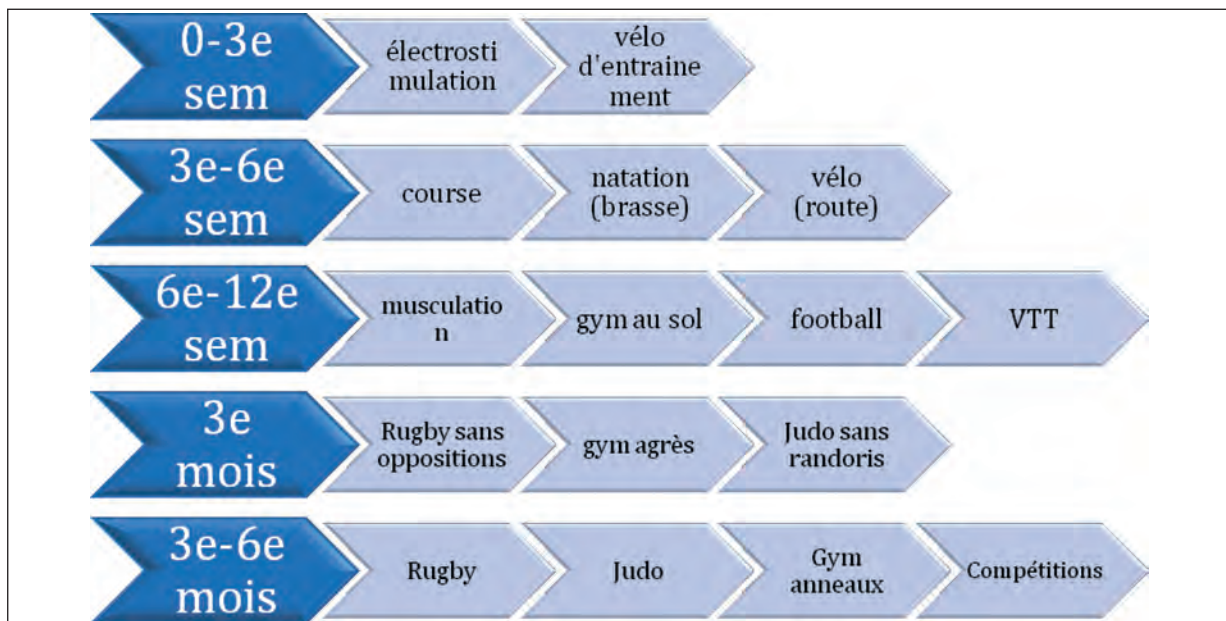 0-3e
sem
électrosti
mulation
vélo
d'entraine
ment
3e-6e
sem
course
natation
(brasse)
vélo
(route)
6e-12e
sem
musculatio
n
gym au sol
football
VTT
3e
mois
Rugby sans
oppositions
gym agrès
Judo sans
randoris
3e-6e
mois
Rugby
Judo
Gym
anneaux
Compétitions